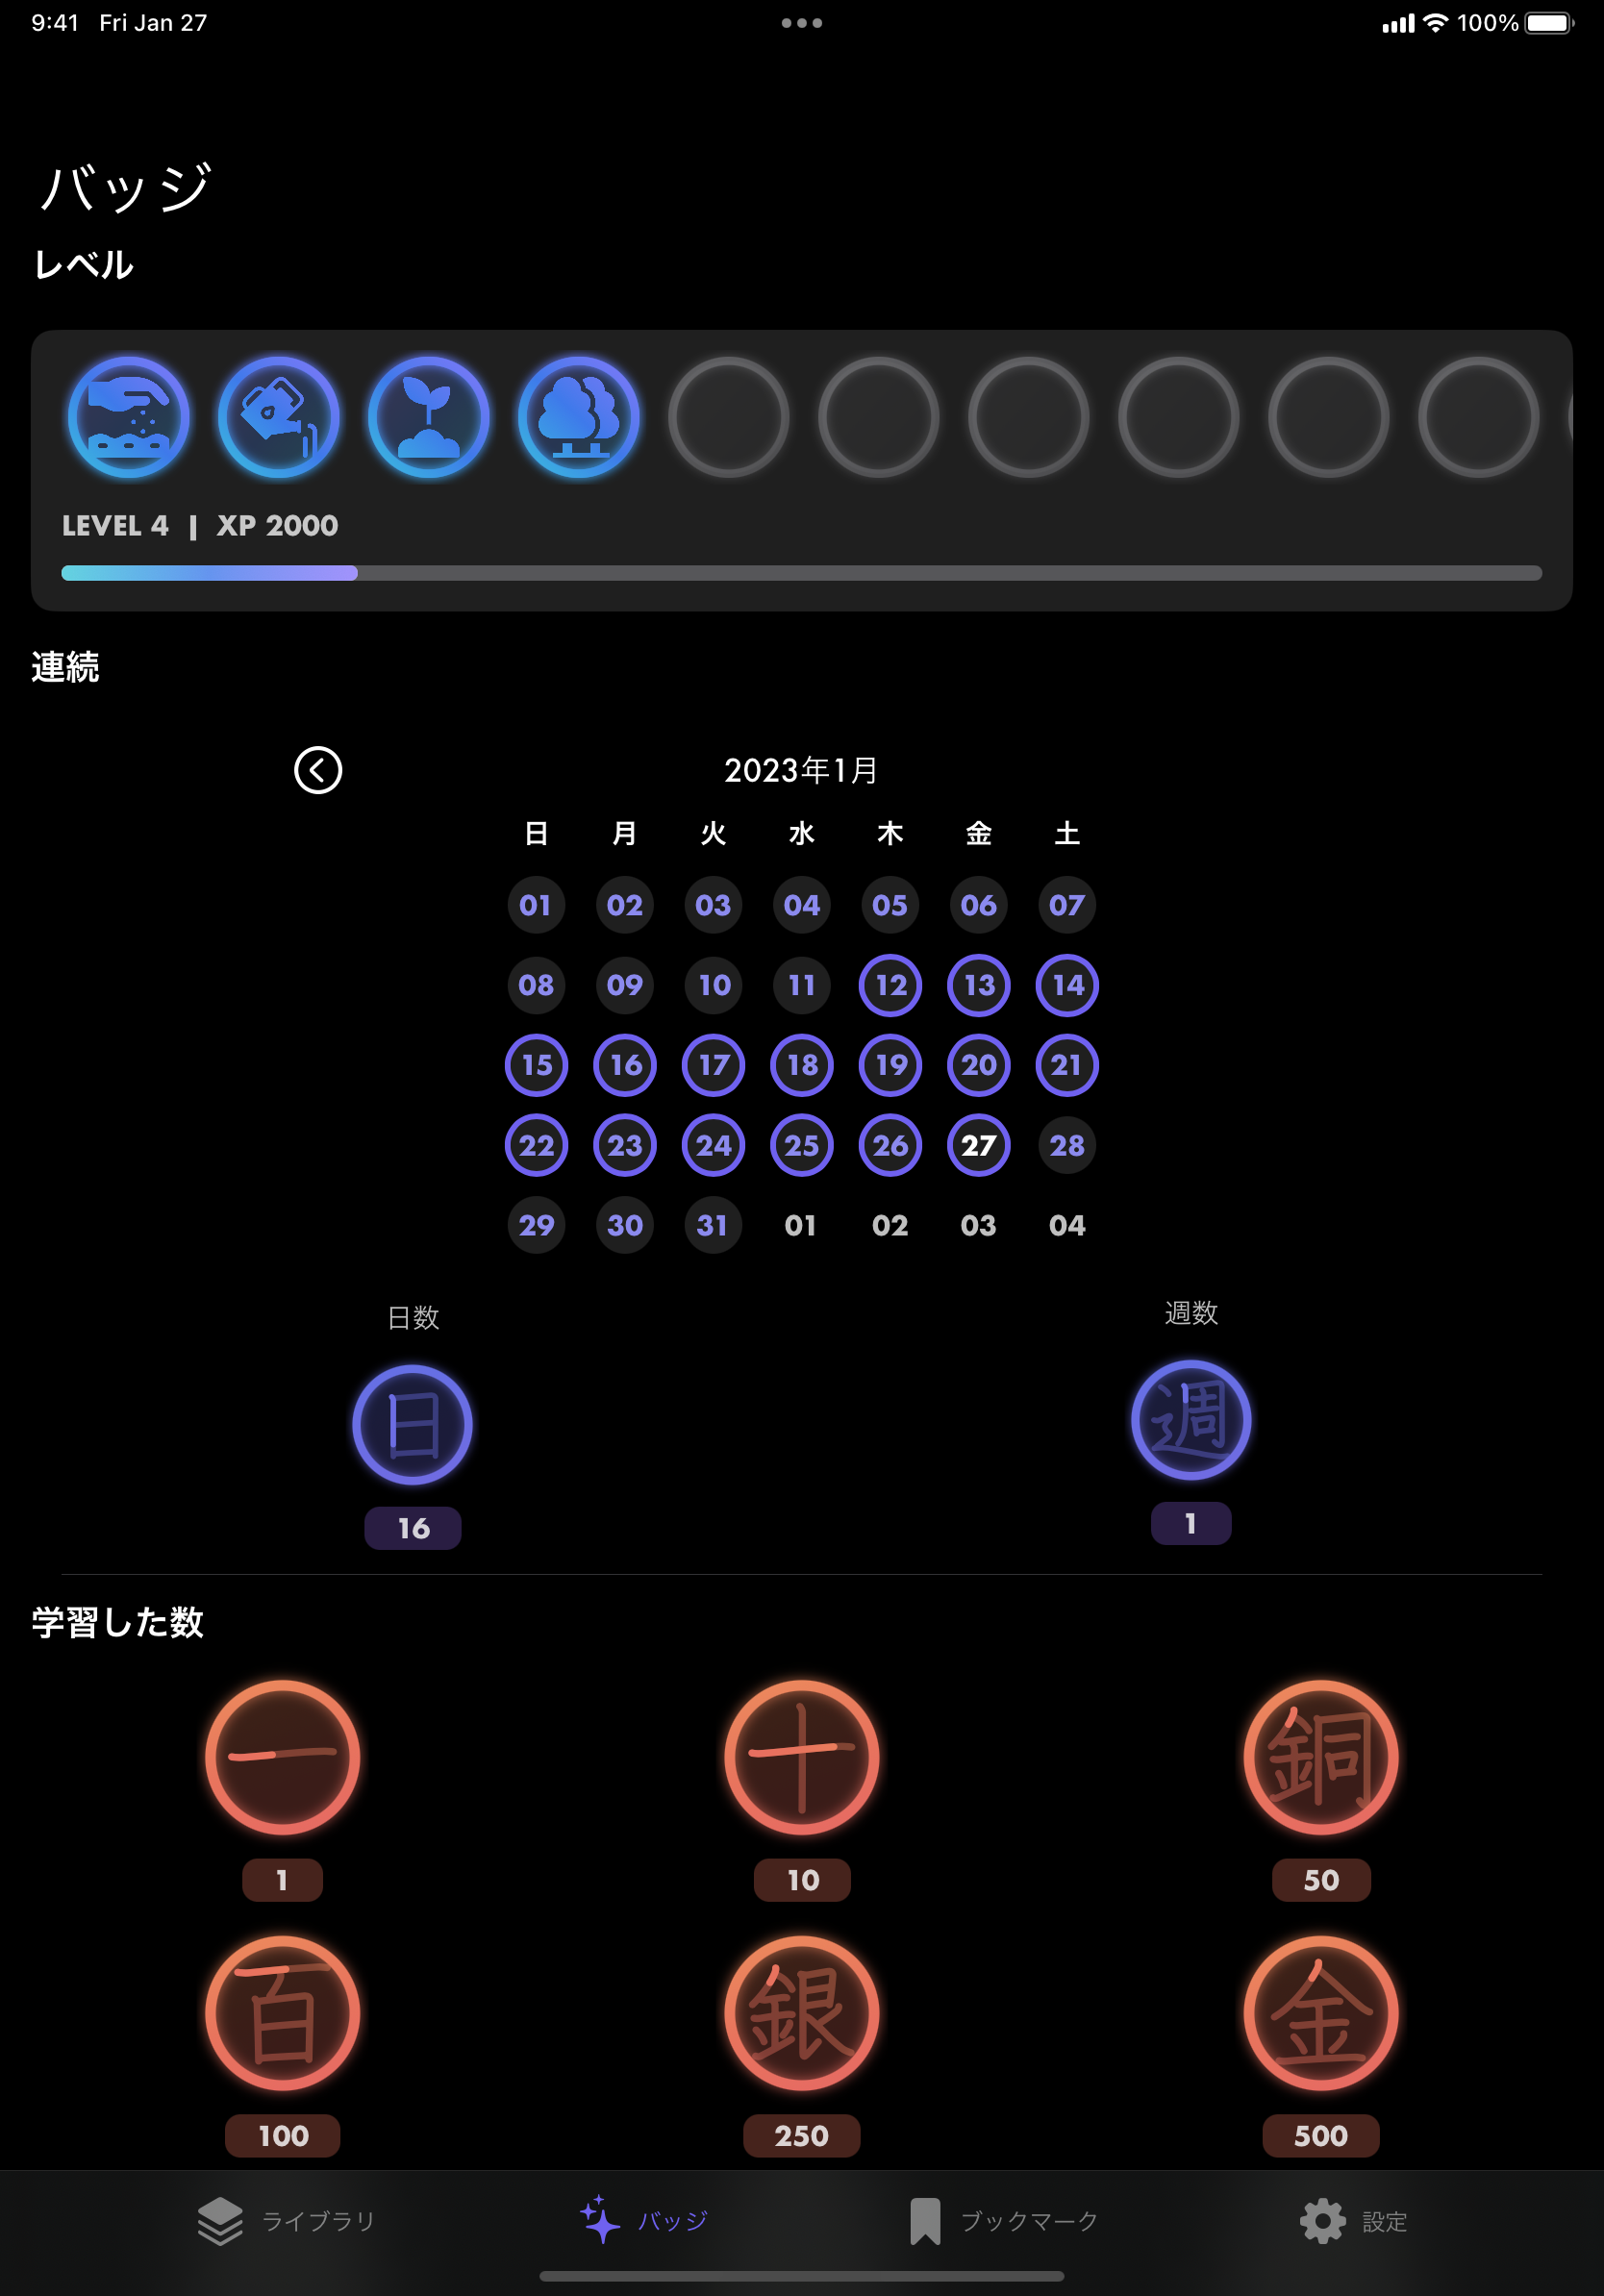 9:41 Fri Jan 27 100%
バッジ
レベル
LEVEL 4 | XP 2000
連続
2023年1月
日 月 火 水 木 金 土
01 02 03 04 05 06 07
08 09 10 11 12 13 14
15 16 17 18 19 20 21
22 23 24 25 26 27 28
29 30 31 01 02 03 04
日数 週数
日 週
16 1
学習した数
一 十 銅
1 10 50
百 銀 金
100 250 500
ライブラリ バッジ ブックマーク 設定